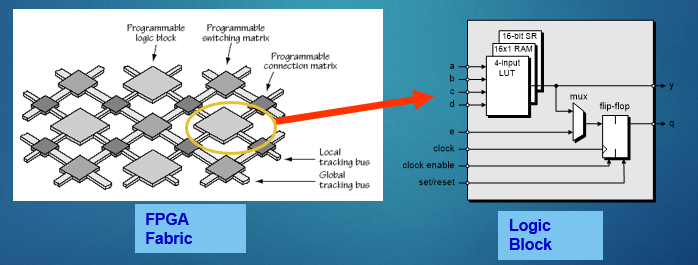 Programmable
logic block
Programmable
switching matrix
Programmable
connection matrix
Local
tracking bus
Global
tracking bus
FPGA
Fabric
16-bit SR
16x1 RAM
4-input
LUT
a
b
c
d
e
clock
clock enable
set/reset
mux
flip-flop
y
q
Logic
Block